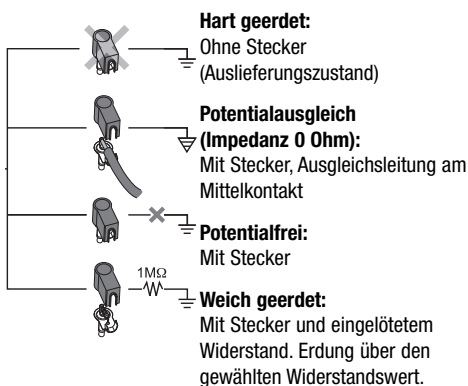 Hart geerdet:
Ohne Stecker
(Auslieferungszustand)
Potentialausgleich
(Impedanz 0 Ohm):
Mit Stecker, Ausgleichsleitung am
Mittelkontakt
Potentialfrei:
Mit Stecker
1MΩ
Weich geerdet:
Mit Stecker und eingelötetem
Widerstand. Erdung über den
gewählten Widerstandswert.